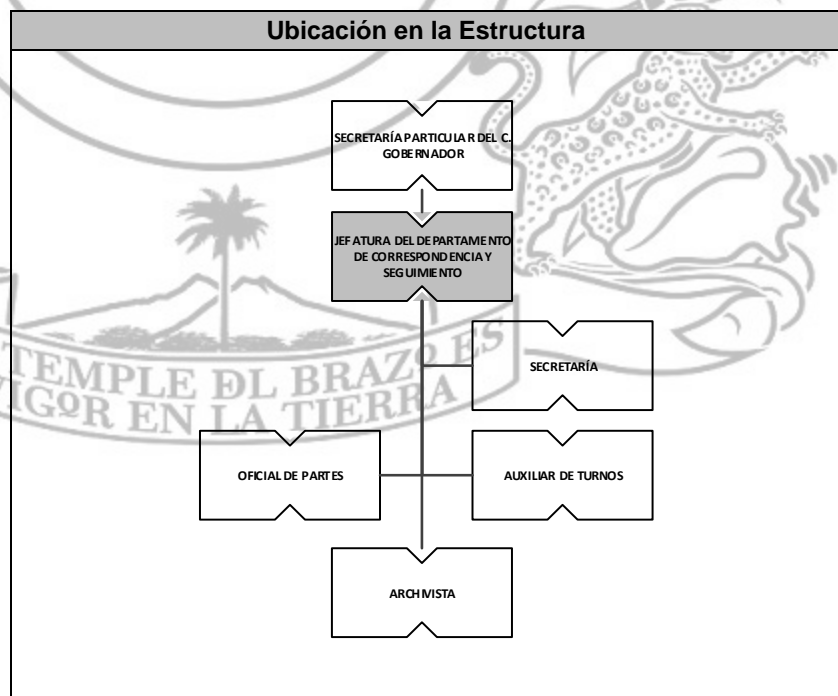 Ubicación en la Estructura
SECRETARÍA PARTICULAR DEL C.
GOBERNADOR
JEFATURA DEL DEPARTAMENTO
DE CORRESPONDENCIA Y
SEGUIMIENTO
SECRETARÍA
OFICIAL DE PARTES
AUXILIAR DE TURNOS
ARCHIVISTA
TEMPLE DEL BRAZO ES
VIGOR EN LA TIERRA